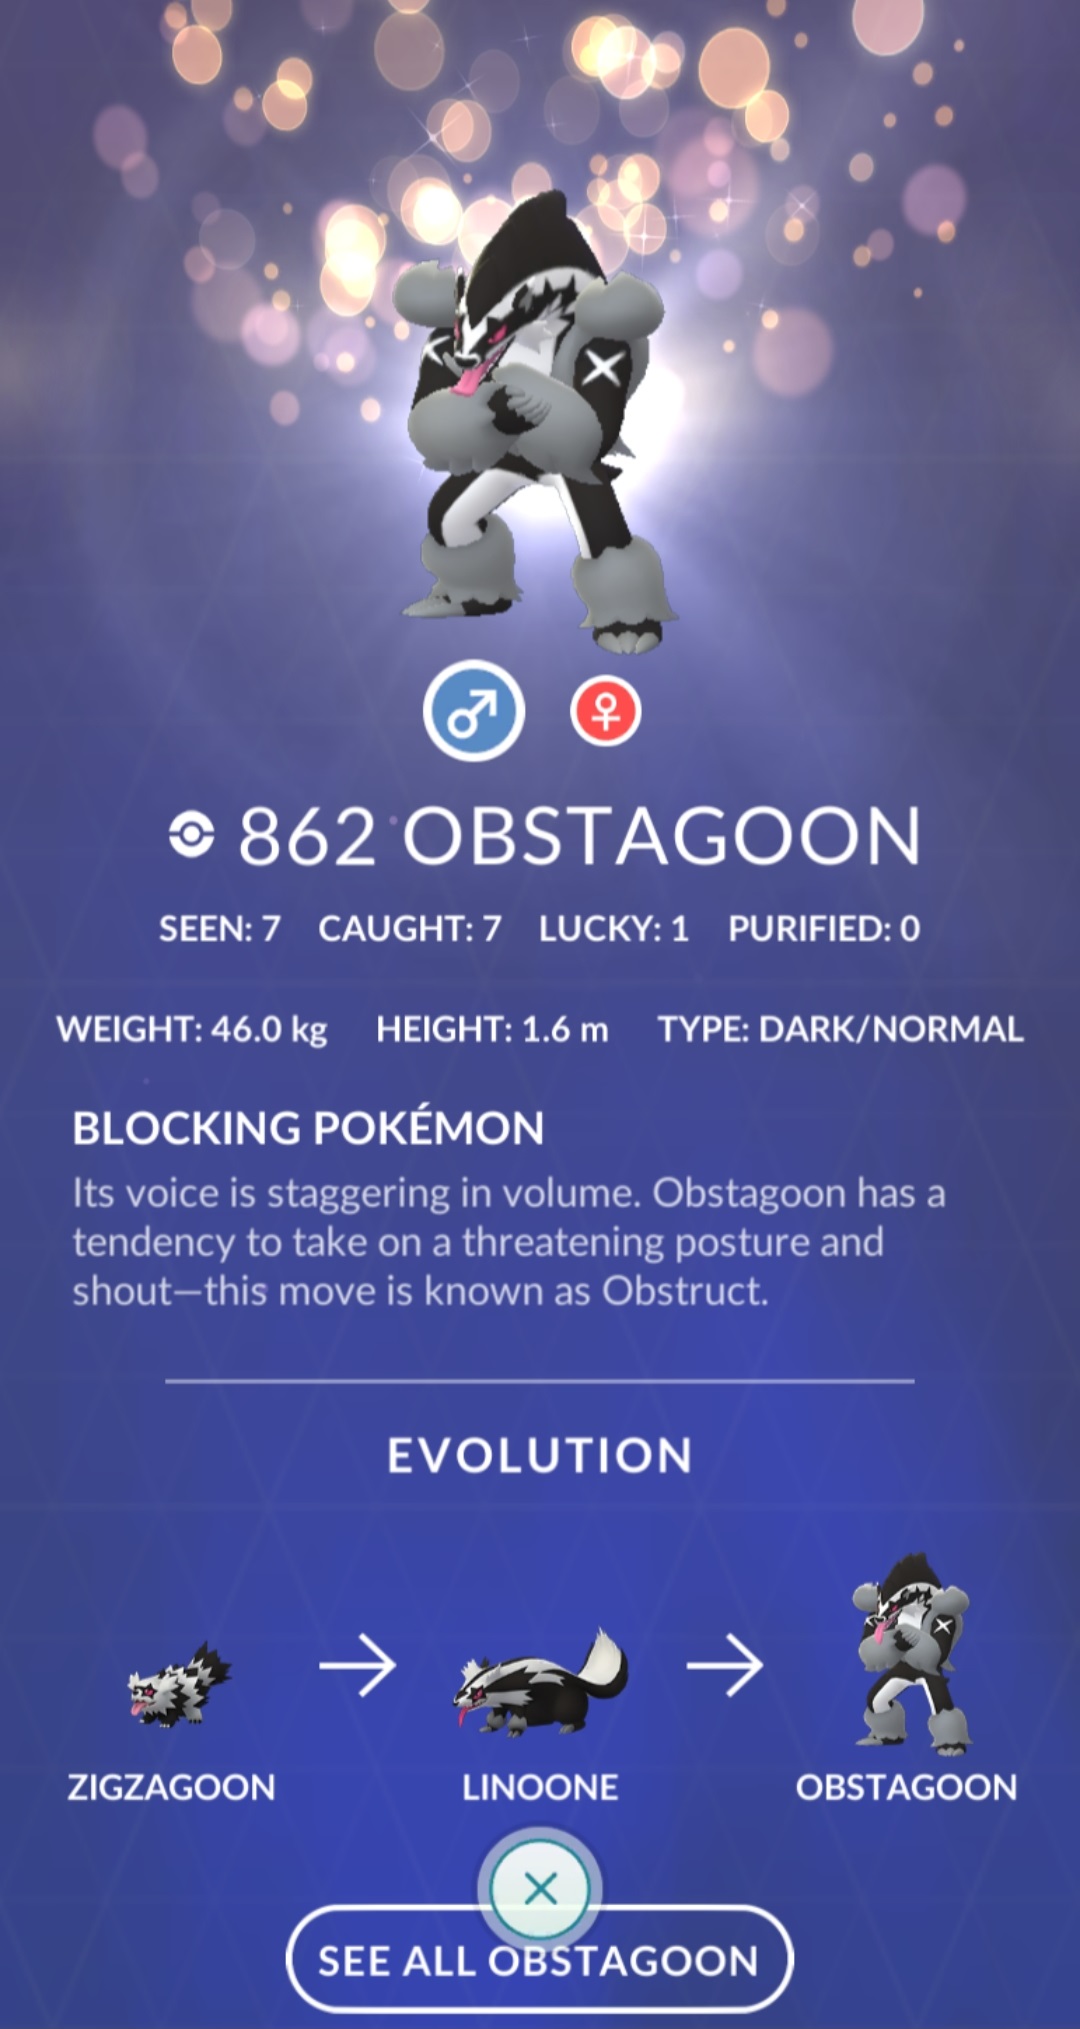 862 OBSTAGOON
SEEN: 7 CAUGHT: 7 LUCKY: 1 PURIFIED: 0
WEIGHT: 46.0 kg HEIGHT: 1.6 m TYPE: DARK/NORMAL
BLOCKING POKÉMON
Its voice is staggering in volume. Obstagoon has a
tendency to take on a threatening posture and
shout—this move is known as Obstruct.
EVOLUTION
ZIGZAGOON LINOONE OBSTAGOON
SEE ALL OBSTAGOON